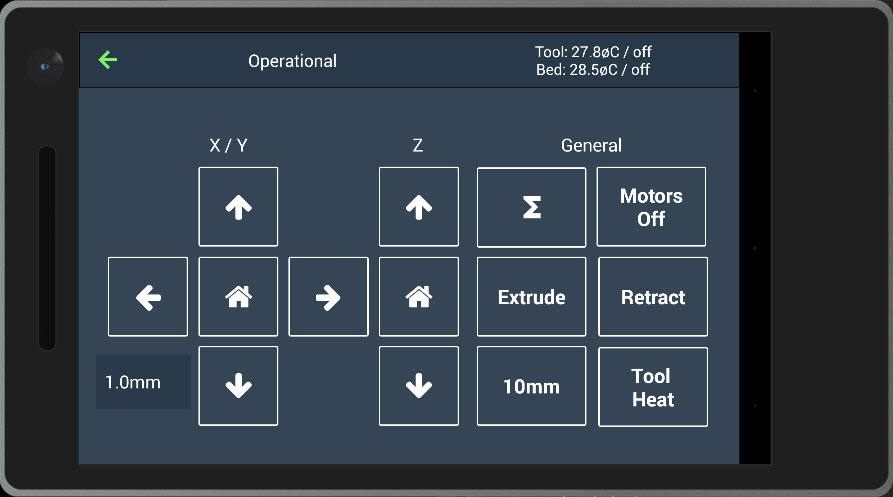 Operational
Tool: 27.8øC / off
Bed: 28.5øC / off
X / Y
Z
General
Σ
Motors
Off
Extrude
Retract
1.0mm
10mm
Tool
Heat